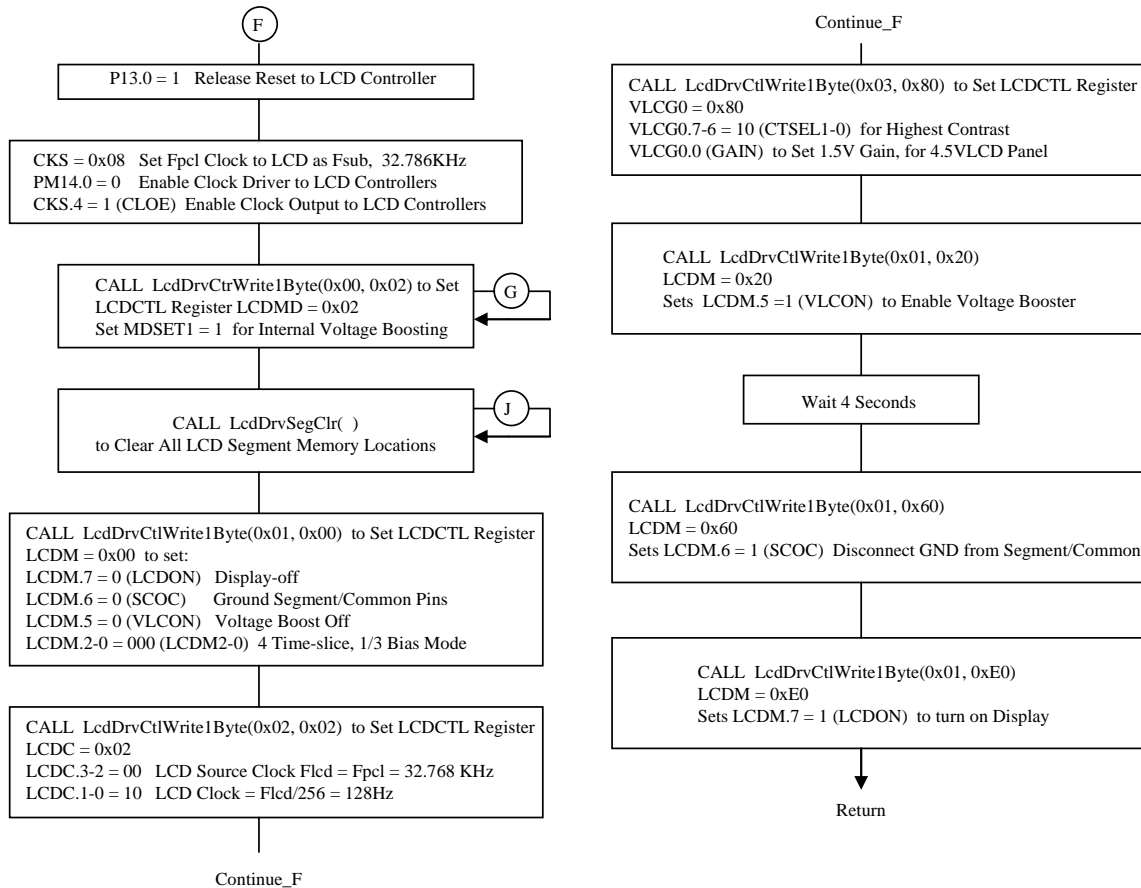 F
P13.0 = 1 Release Reset to LCD Controller
CKS = 0x08 Set Fpcl Clock to LCD as Fsub, 32.786KHz
PM14.0 = 0 Enable Clock Driver to LCD Controllers
CKS.4 = 1 (CLOE) Enable Clock Output to LCD Controllers
CALL LcdDrvCtrWrite1Byte(0x00, 0x02) to Set
LCDCTL Register LCDMD = 0x02
Set MDSET1 = 1 for Internal Voltage Boosting
G
CALL LcdDrvSegClr( )
to Clear All LCD Segment Memory Locations
J
CALL LcdDrvCtlWrite1Byte(0x01, 0x00) to Set LCDCTL Register
LCDM = 0x00 to set:
LCDM.7 = 0 (LCDON) Display-off
LCDM.6 = 0 (SCOC) Ground Segment/Common Pins
LCDM.5 = 0 (VLCON) Voltage Boost Off
LCDM.2-0 = 000 (LCDM2-0) 4 Time-slice, 1/3 Bias Mode
CALL LcdDrvCtlWrite1Byte(0x02, 0x02) to Set LCDCTL Register
LCDC = 0x02
LCDC.3-2 = 00 LCD Source Clock Flcd = Fpcl = 32.768 KHz
LCDC.1-0 = 10 LCD Clock = Flcd/256 = 128Hz
Continue_F
Continue_F
CALL LcdDrvCtlWrite1Byte(0x03, 0x80) to Set LCDCTL Register
VLCG0 = 0x80
VLCG0.7-6 = 10 (CTSEL1-0) for Highest Contrast
VLCG0.0 (GAIN) to Set 1.5V Gain, for 4.5VLCD Panel
CALL LcdDrvCtlWrite1Byte(0x01, 0x20)
LCDM = 0x20
Sets LCDM.5 =1 (VLCON) to Enable Voltage Booster
Wait 4 Seconds
CALL LcdDrvCtlWrite1Byte(0x01, 0x60)
LCDM = 0x60
Sets LCDM.6 = 1 (SCOC) Disconnect GND from Segment/Common
CALL LcdDrvCtlWrite1Byte(0x01, 0xE0)
LCDM = 0xE0
Sets LCDM.7 = 1 (LCDON) to turn on Display
Return